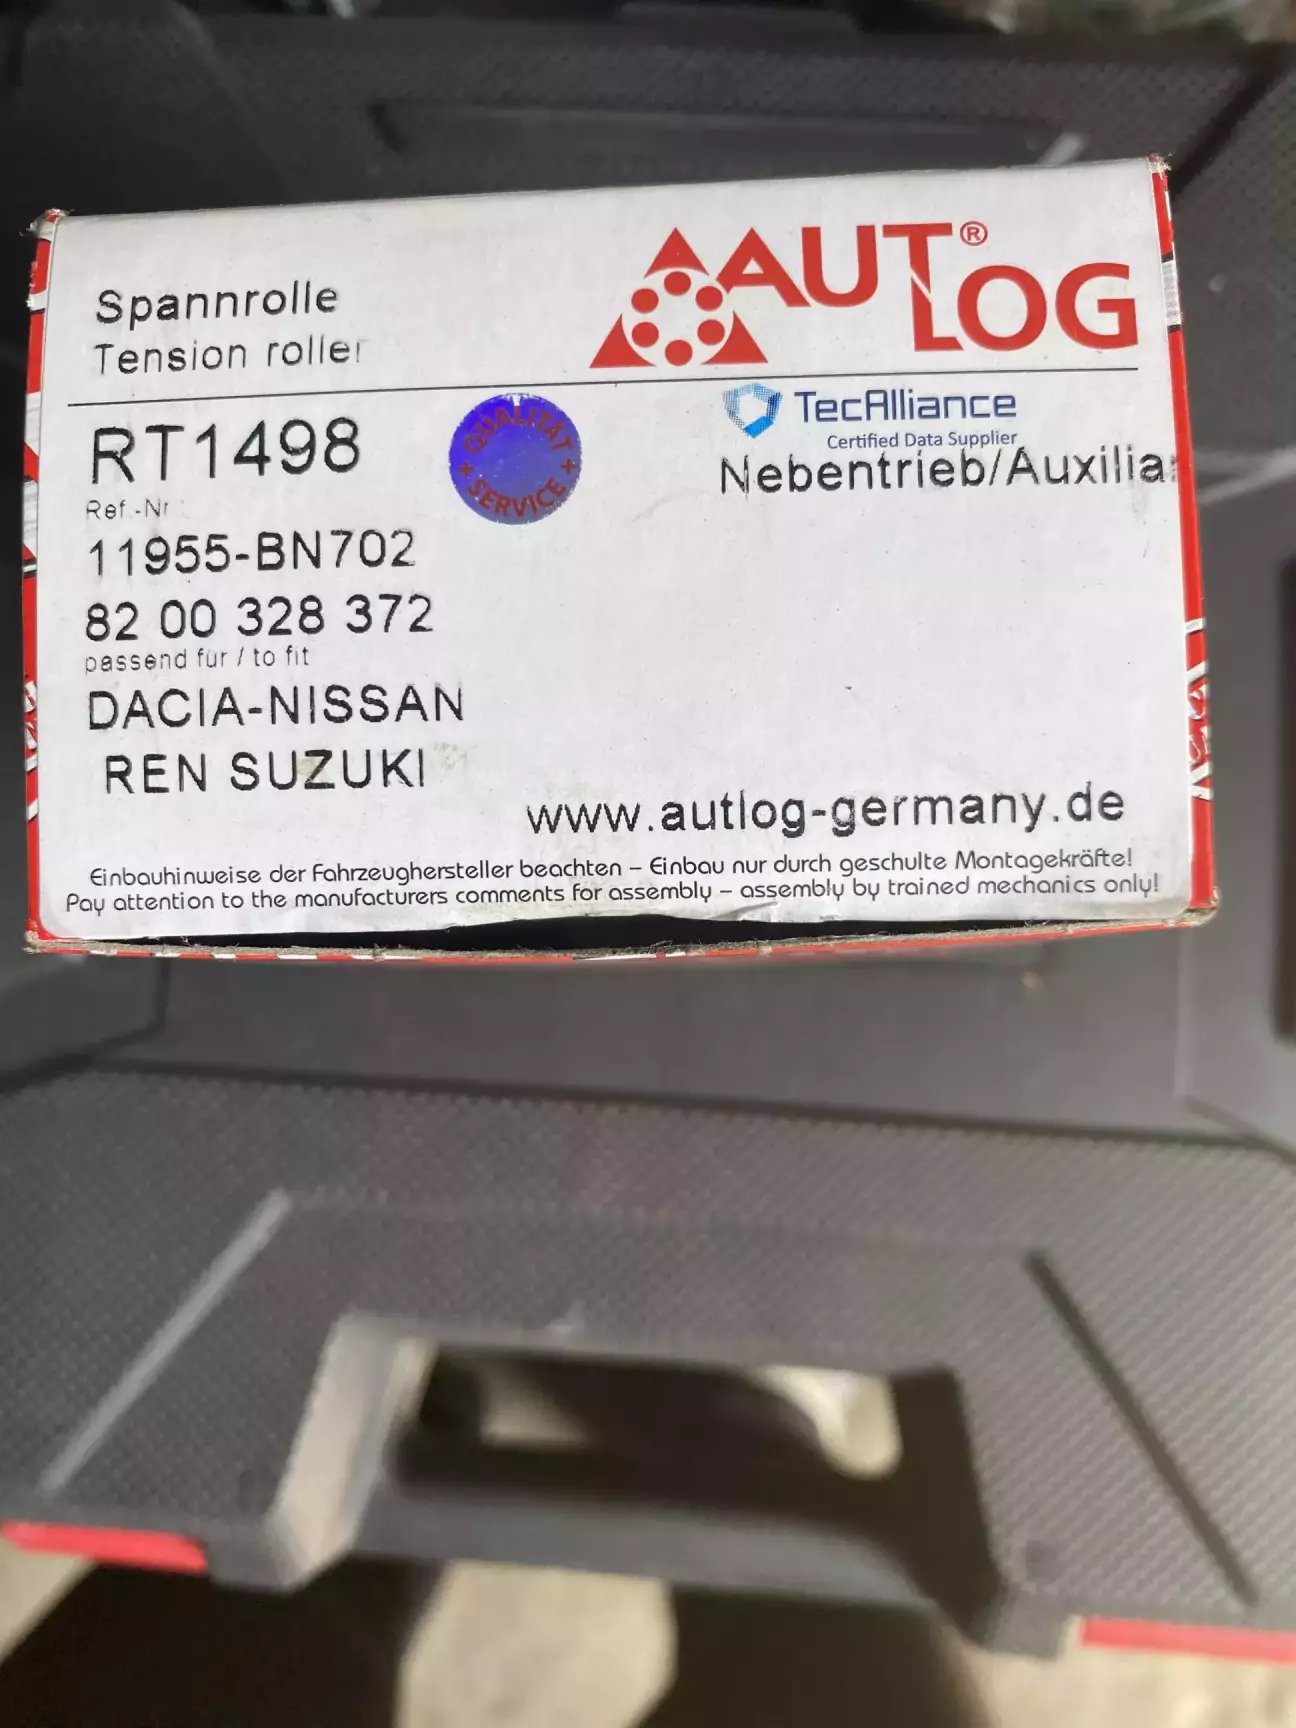 Spannrolle
Tension roller
AUTLOG®
RT1498
QUALITÄT
+ +
SERVICE
TecAlliance
Certified Data Supplier
Nebentrieb/Auxilia
Ref.-Nr.:
11955-BN702
82 00 328 372
passend für / to fit
DACIA-NISSAN
REN SUZUKI
www.autlog-germany.de
Einbauhinweise der Fahrzeughersteller beachten – Einbau nur durch geschulte Montagekräfte!
Pay attention to the manufacturers comments for assembly – assembly by trained mechanics only!